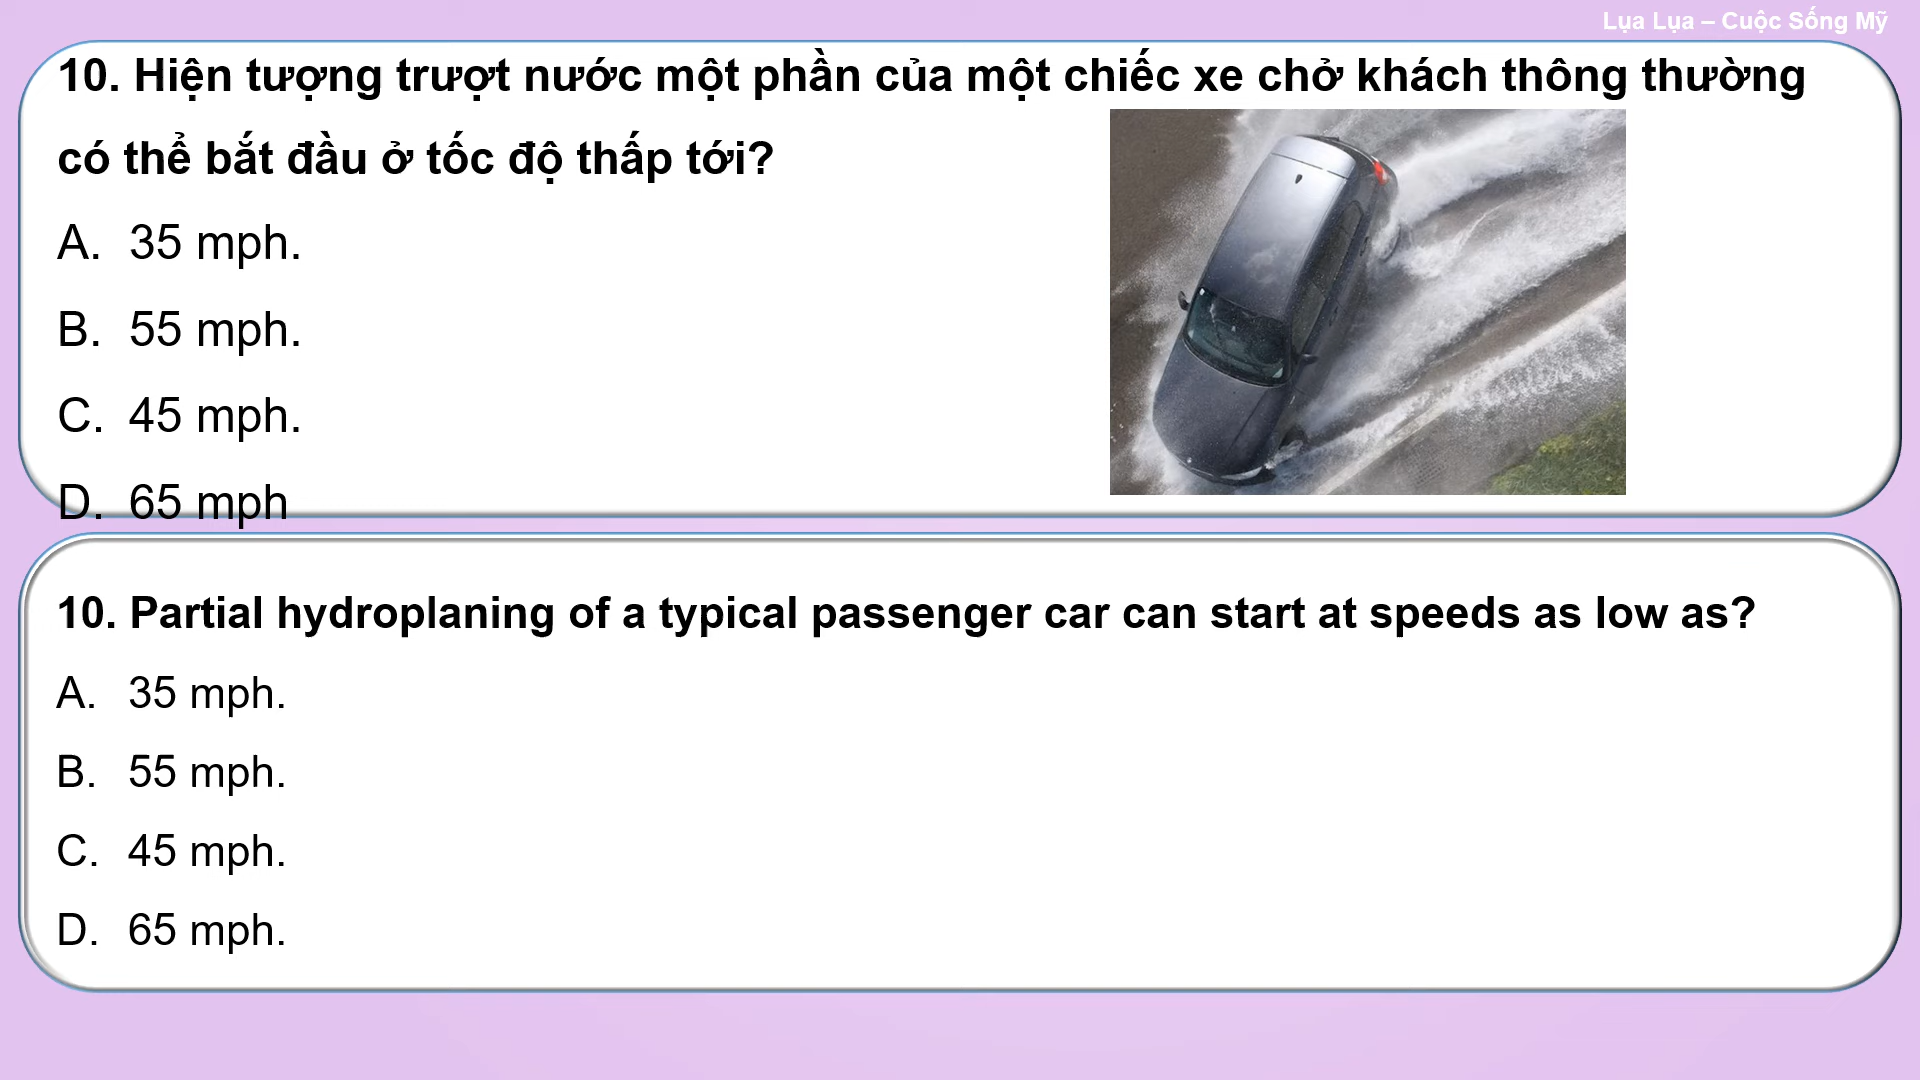 Lụa Lụa – Cuộc Sống Mỹ
10. Hiện tượng trượt nước một phần của một chiếc xe chở khách thông thường
có thể bắt đầu ở tốc độ thấp tới?
A. 35 mph.
B. 55 mph.
C. 45 mph.
D. 65 mph
10. Partial hydroplaning of a typical passenger car can start at speeds as low as?
A. 35 mph.
B. 55 mph.
C. 45 mph.
D. 65 mph.